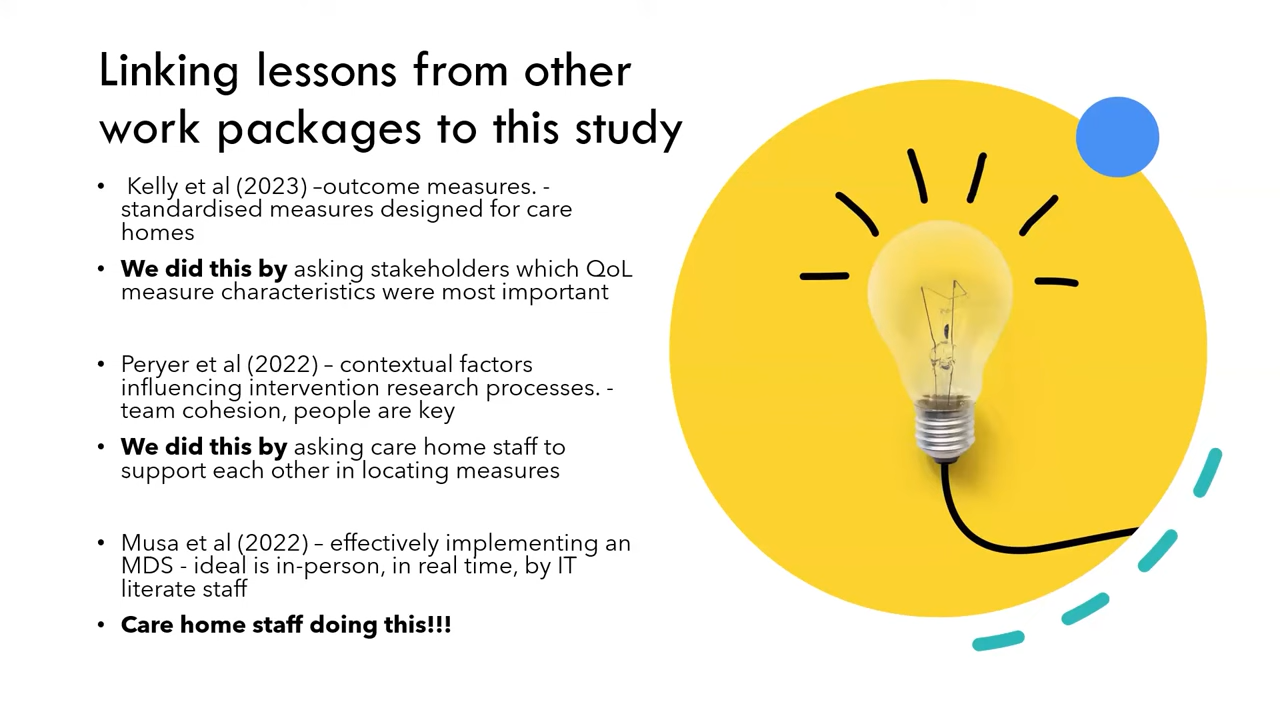 Linking lessons from other
work packages to this study
• Kelly et al (2023) –outcome measures. -
standardised measures designed for care
homes
• We did this by asking stakeholders which QoL
measure characteristics were most important
• Peryer et al (2022) – contextual factors
influencing intervention research processes. -
team cohesion, people are key
• We did this by asking care home staff to
support each other in locating measures
• Musa et al (2022) – effectively implementing an
MDS - ideal is in-person, in real time, by IT
literate staff
• Care home staff doing this!!!